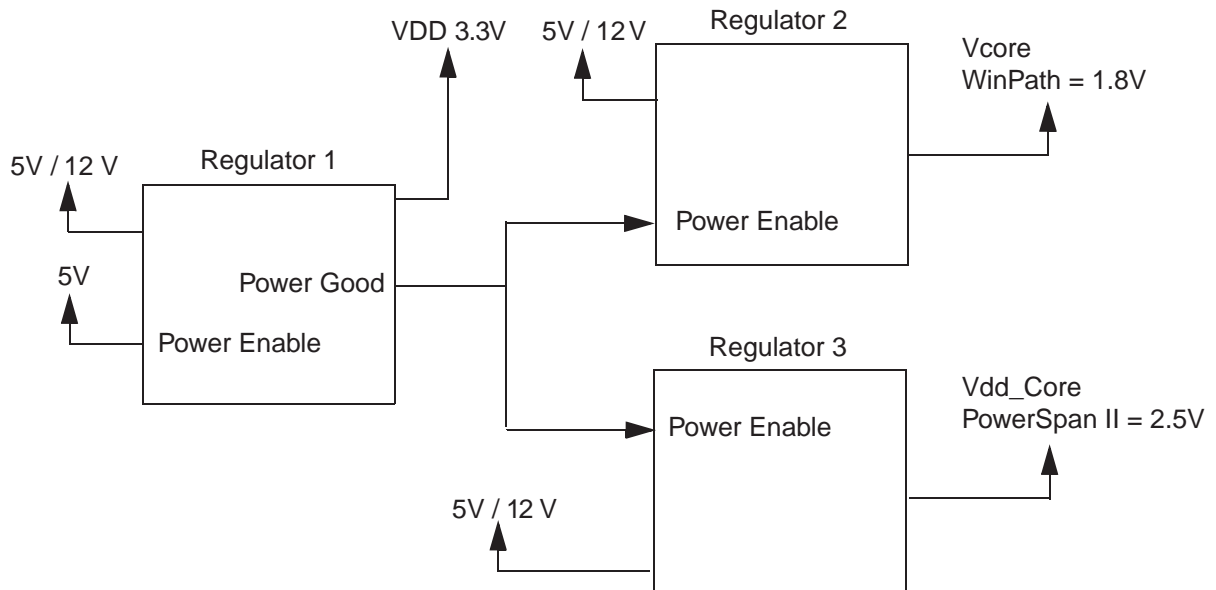 VDD 3.3V
5V / 12 V
Regulator 2
Vcore
WinPath = 1.8V
Power Enable
Regulator 1
5V / 12 V
5V
Power Good
Power Enable
Regulator 3
Power Enable
5V / 12 V
Vdd_Core
PowerSpan II = 2.5V